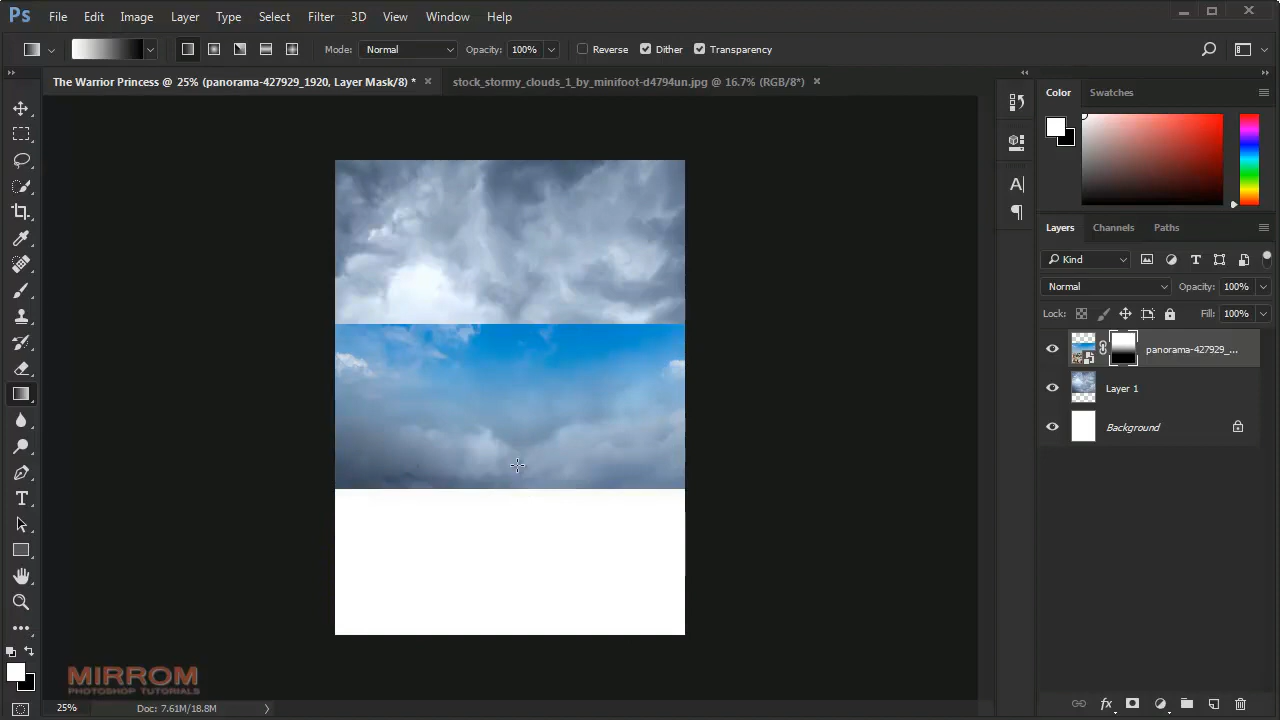 Ps File Edit Image Layer Type Select Filter 3D View Window Help
Mode: Normal Opacity: 100% Reverse Dither Transparency
The Warrior Princess @ 25% (panorama-427929_1920, Layer Mask/8) * × stock_stormy_clouds_1_by_minifoot-d4794un.jpg @ 16.7% (RGB/8*) ×
Color Swatches
Layers Channels Paths
Kind
Normal Opacity: 100%
Lock: Fill: 100%
panorama-427929_...
Layer 1
Background
MIRROM
PHOTOSHOP TUTORIALS
25% Doc: 7.61M/18.8M